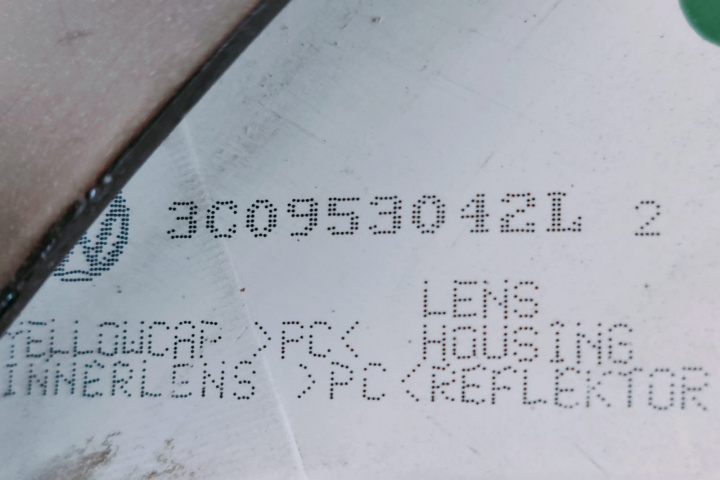 3C0953042L 2
LENS
YELLOWCAP >PC< HOUSING
INNERLENS >PC< REFLEKTOR